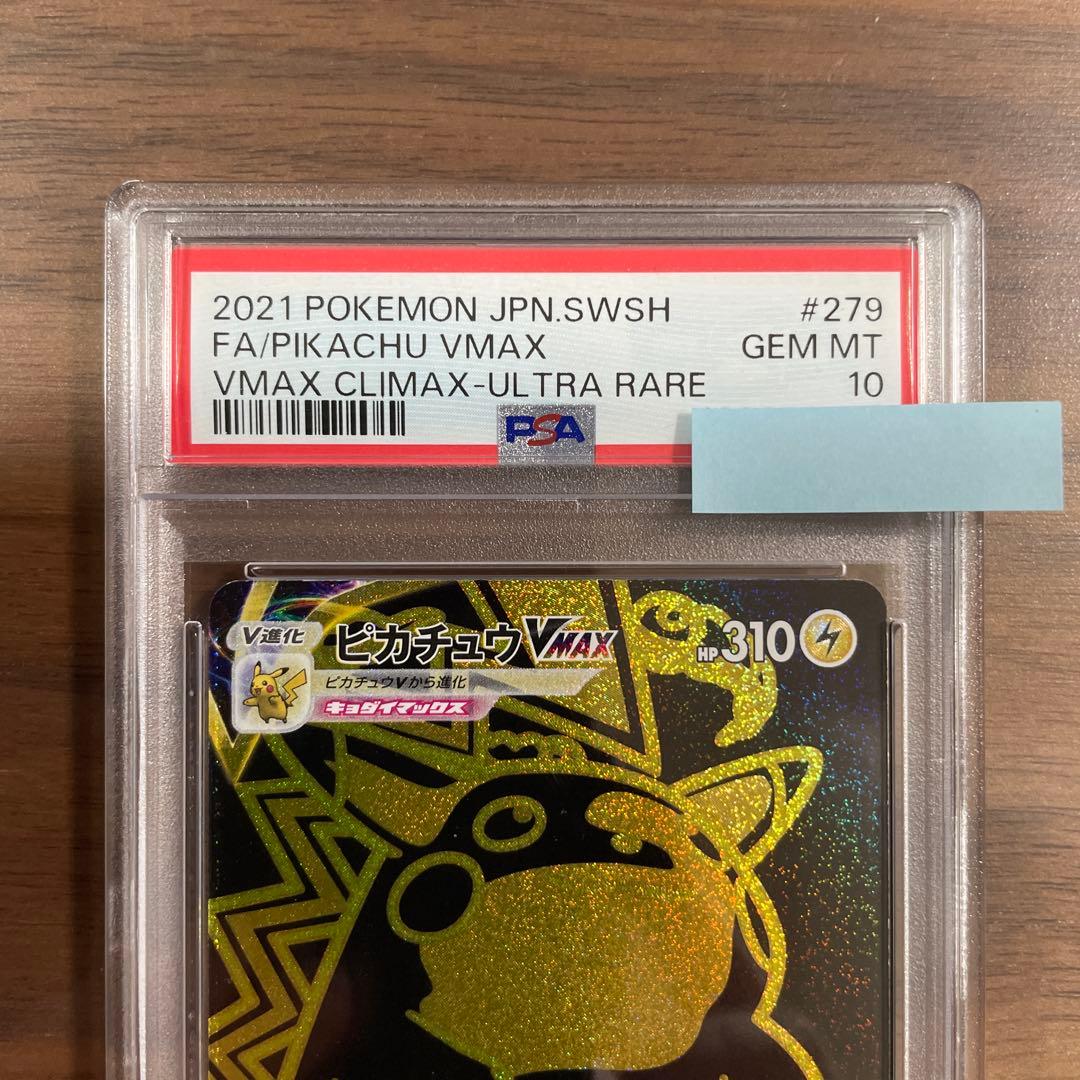 2021 POKEMON JPN.SWSH #279
FA/PIKACHU VMAX GEM MT
VMAX CLIMAX-ULTRA RARE 10
PSA
V進化 ピカチュウVMAX HP310
ピカチュウVから進化
キョダイマックス